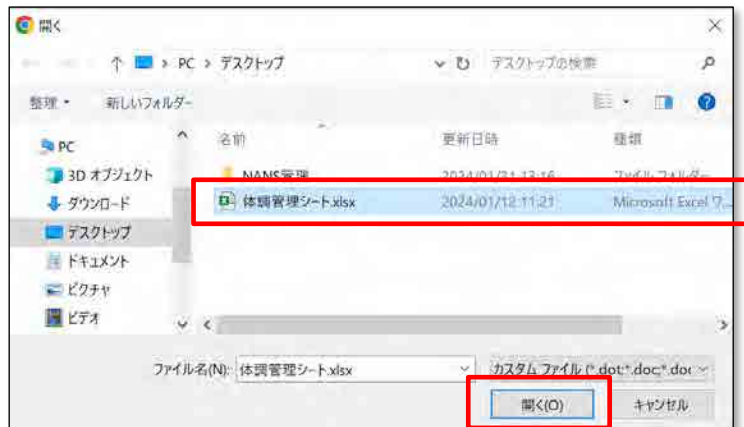 開く
PC › デスクトップ
デスクトップの検索
整理 新しいフォルダー
名前 更新日時 種類
NANS管理 2024/01/31 13:16 ファイル フォルダー
体調管理シート.xlsx 2024/01/12 11:21 Microsoft Excel ワ...
PC
3D オブジェクト
ダウンロード
デスクトップ
ドキュメント
ピクチャ
ビデオ
ファイル名(N): 体調管理シート.xlsx
カスタム ファイル (*.dot;*.doc;*.doc
開く(O) キャンセル